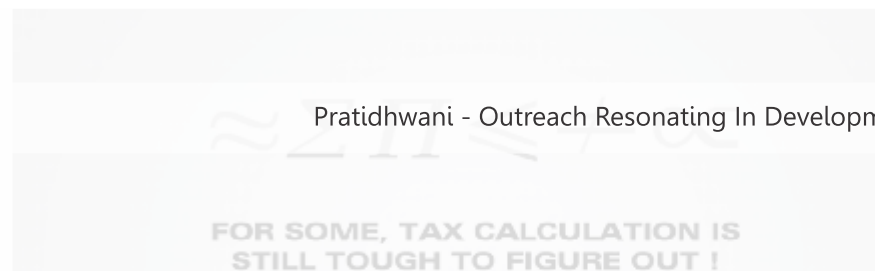 ≈ Σ Π ≤ + ∝
Pratidhwani - Outreach Resonating In Developm
FOR SOME, TAX CALCULATION IS
STILL TOUGH TO FIGURE OUT !